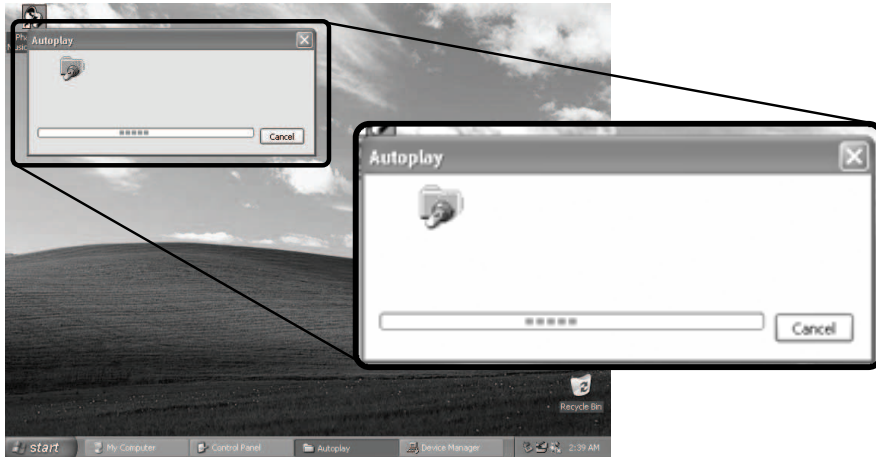 Autoplay
Cancel
Autoplay
Cancel
Recycle Bin
start
My Computer
Control Panel
Autoplay
Device Manager
2:39 AM